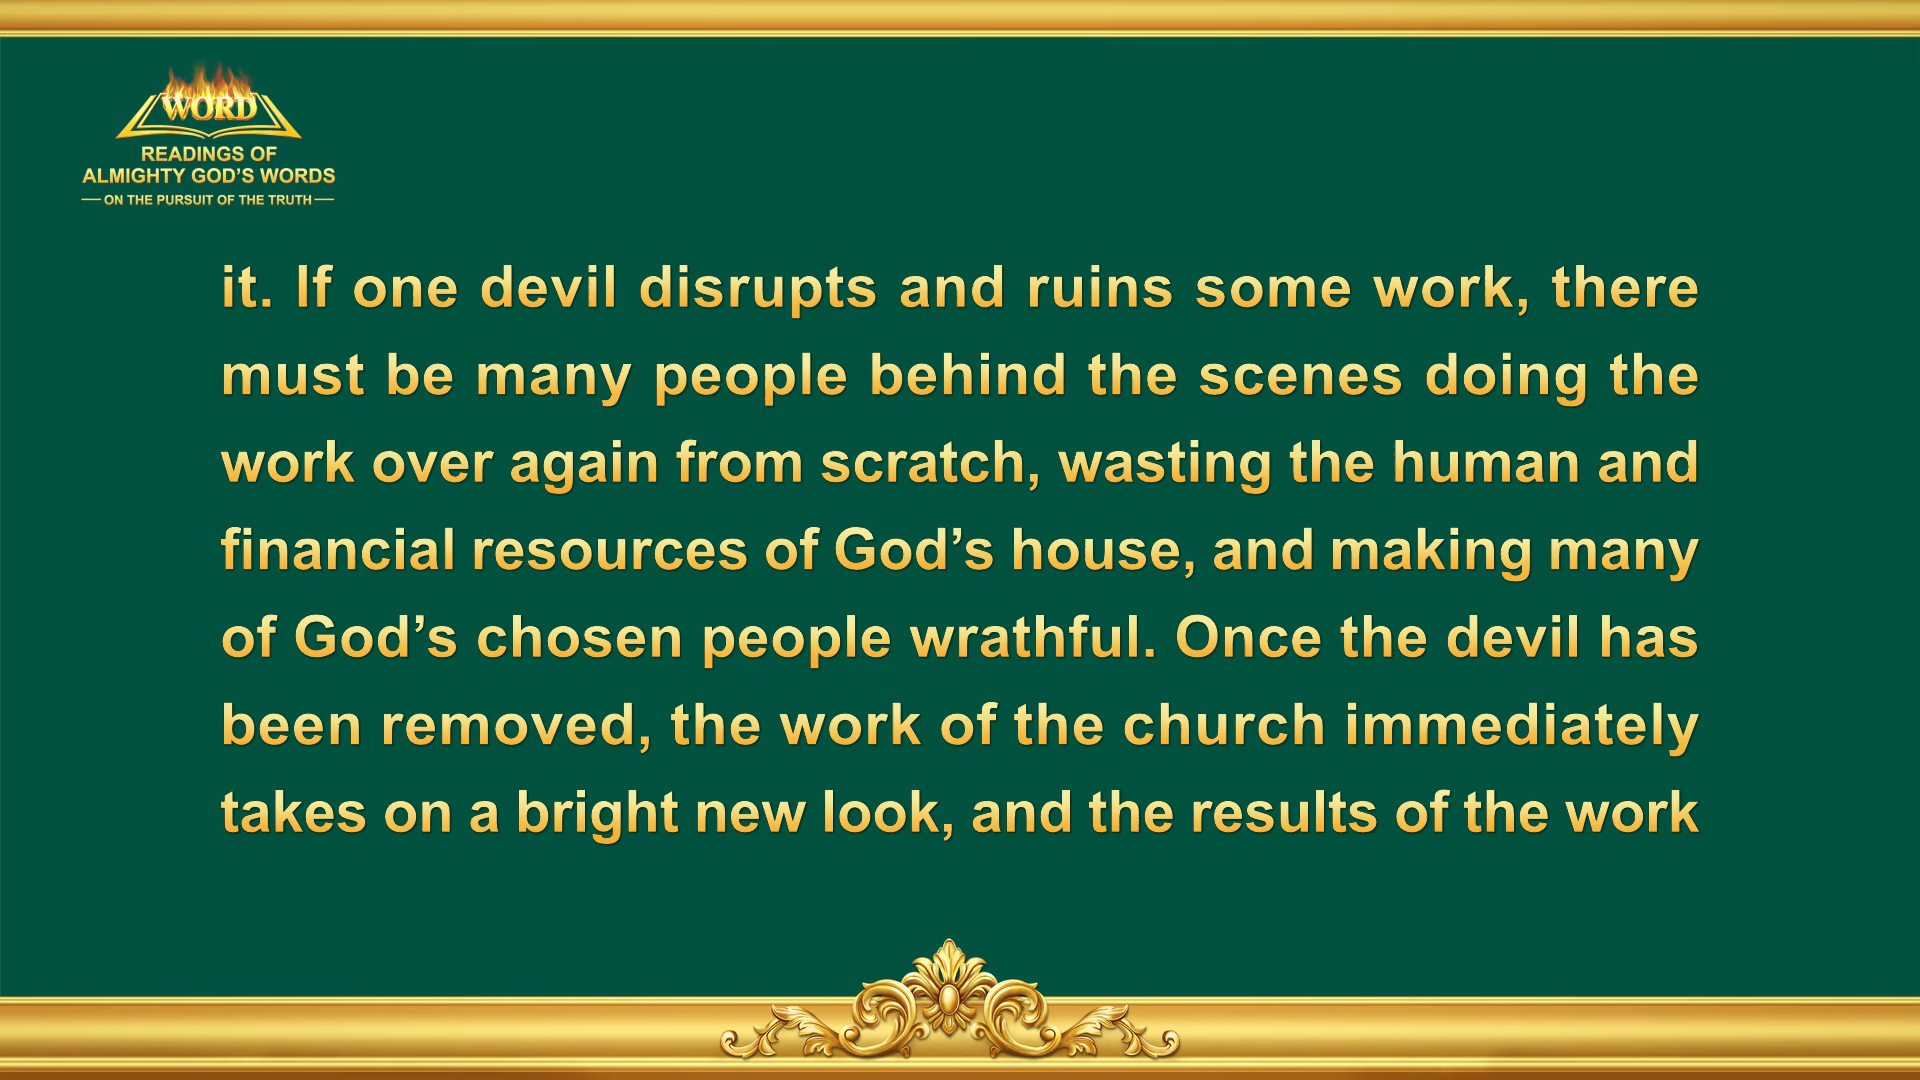 WORD
READINGS OF
ALMIGHTY GOD’S WORDS
ON THE PURSUIT OF THE TRUTH
it. If one devil disrupts and ruins some work, there
must be many people behind the scenes doing the
work over again from scratch, wasting the human and
financial resources of God’s house, and making many
of God’s chosen people wrathful. Once the devil has
been removed, the work of the church immediately
takes on a bright new look, and the results of the work